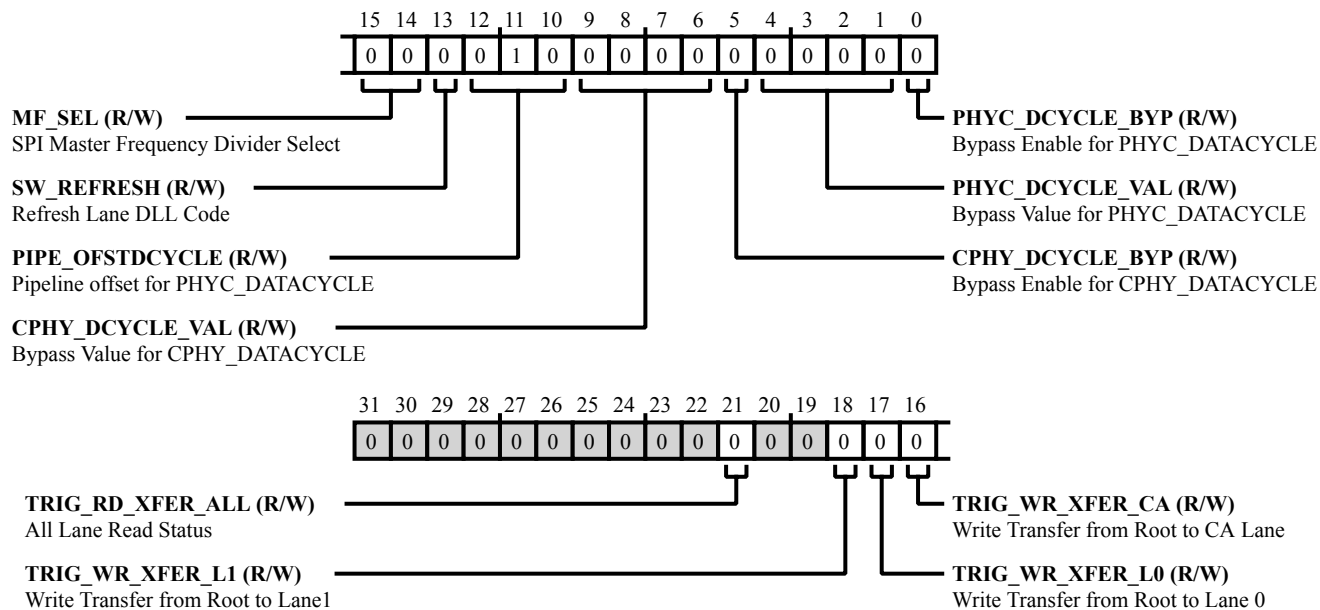 15 14 13 12 11 10 9 8 7 6 5 4 3 2 1 0
0 0 0 0 1 0 0 0 0 0 0 0 0 0 0 0
MF_SEL (R/W)
SPI Master Frequency Divider Select
SW_REFRESH (R/W)
Refresh Lane DLL Code
PIPE_OFSTDCYCLE (R/W)
Pipeline offset for PHYC_DATACYCLE
CPHY_DCYCLE_VAL (R/W)
Bypass Value for CPHY_DATACYCLE
PHYC_DCYCLE_BYP (R/W)
Bypass Enable for PHYC_DATACYCLE
PHYC_DCYCLE_VAL (R/W)
Bypass Value for PHYC_DATACYCLE
CPHY_DCYCLE_BYP (R/W)
Bypass Enable for CPHY_DATACYCLE
31 30 29 28 27 26 25 24 23 22 21 20 19 18 17 16
0 0 0 0 0 0 0 0 0 0 0 0 0 0 0 0
TRIG_RD_XFER_ALL (R/W)
All Lane Read Status
TRIG_WR_XFER_L1 (R/W)
Write Transfer from Root to Lane1
TRIG_WR_XFER_CA (R/W)
Write Transfer from Root to CA Lane
TRIG_WR_XFER_L0 (R/W)
Write Transfer from Root to Lane 0